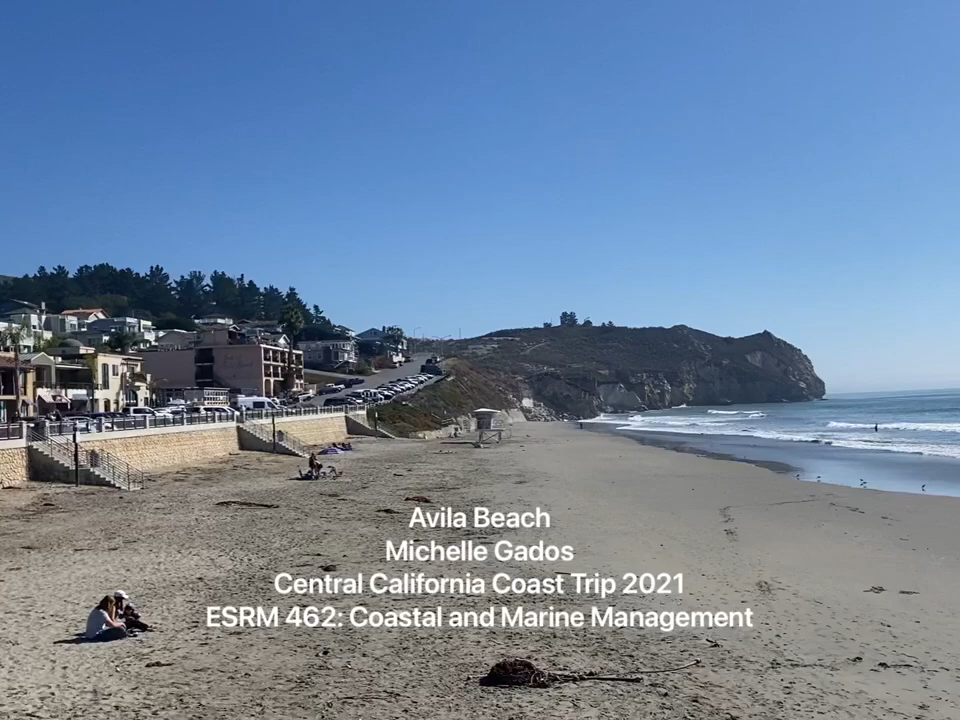 Avila Beach
Michelle Gados
Central California Coast Trip 2021
ESRM 462: Coastal and Marine Management